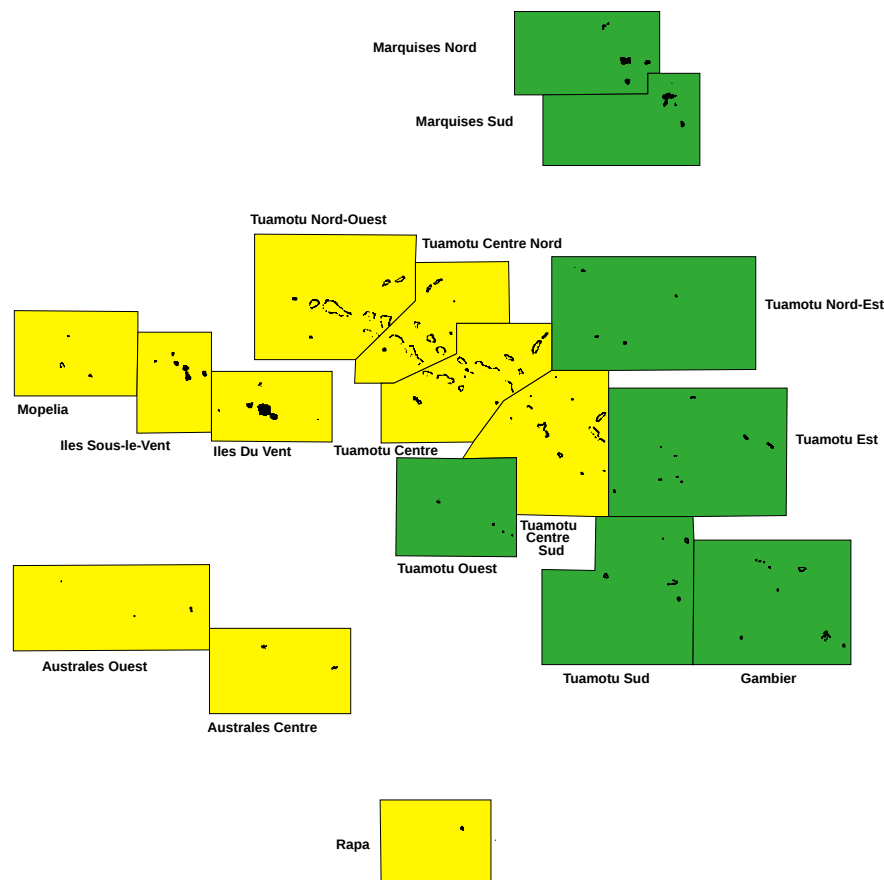 Marquises Nord
Marquises Sud
Tuamotu Nord-Ouest
Tuamotu Centre Nord
Tuamotu Nord-Est
Mopelia
Iles Sous-le-Vent
Iles Du Vent
Tuamotu Centre
Tuamotu Est
Tuamotu
Centre
Sud
Tuamotu Ouest
Australes Ouest
Tuamotu Sud
Gambier
Australes Centre
Rapa